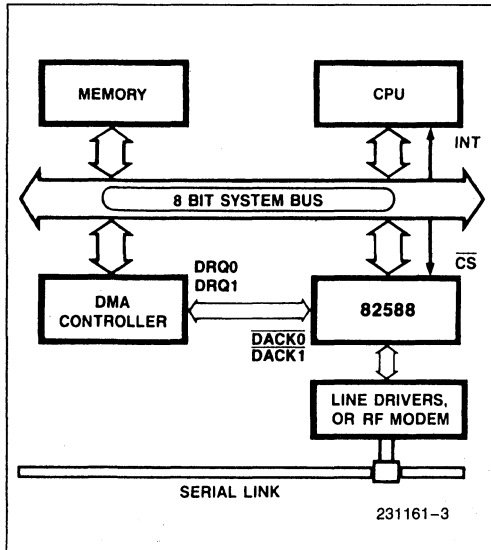 MEMORY
CPU
INT
8 BIT SYSTEM BUS
CS
DRQ0
DRQ1
DMA
CONTROLLER
82588
DACK0
DACK1
LINE DRIVERS,
OR RF MODEM
SERIAL LINK
231161-3